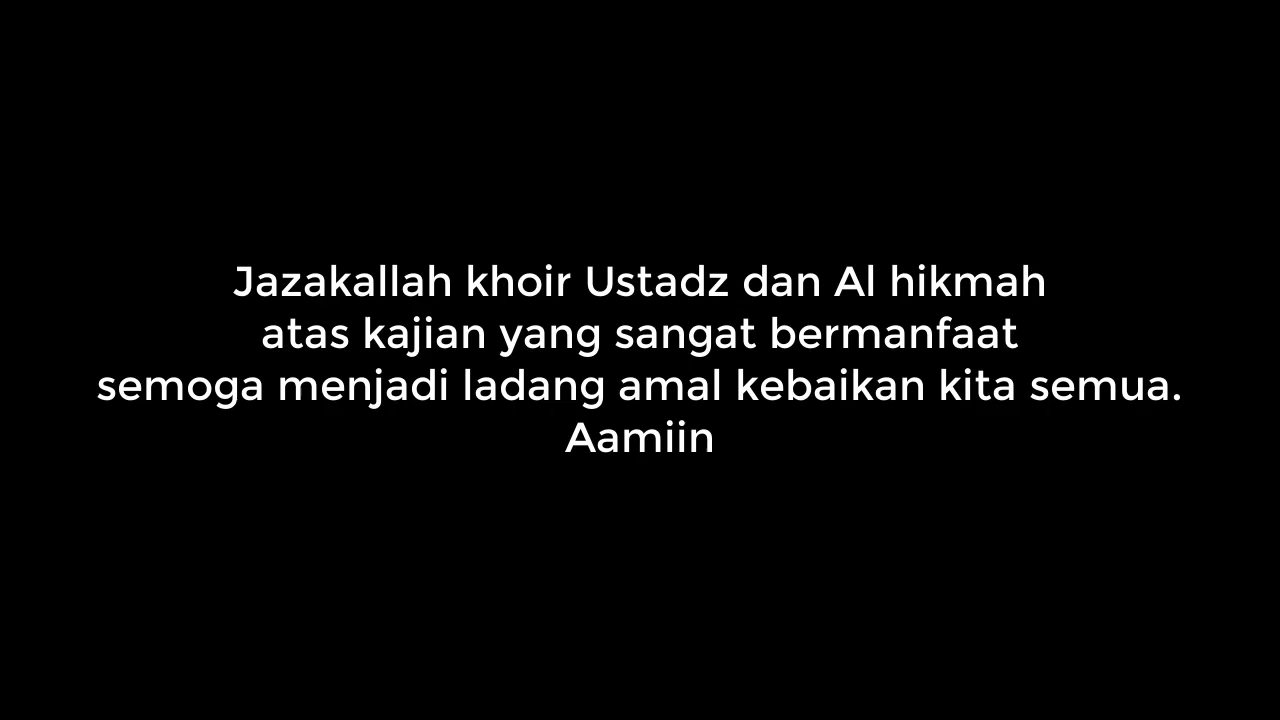 Jazakallah khoir Ustadz dan Al hikmah
atas kajian yang sangat bermanfaat
semoga menjadi ladang amal kebaikan kita semua.
Aamiin